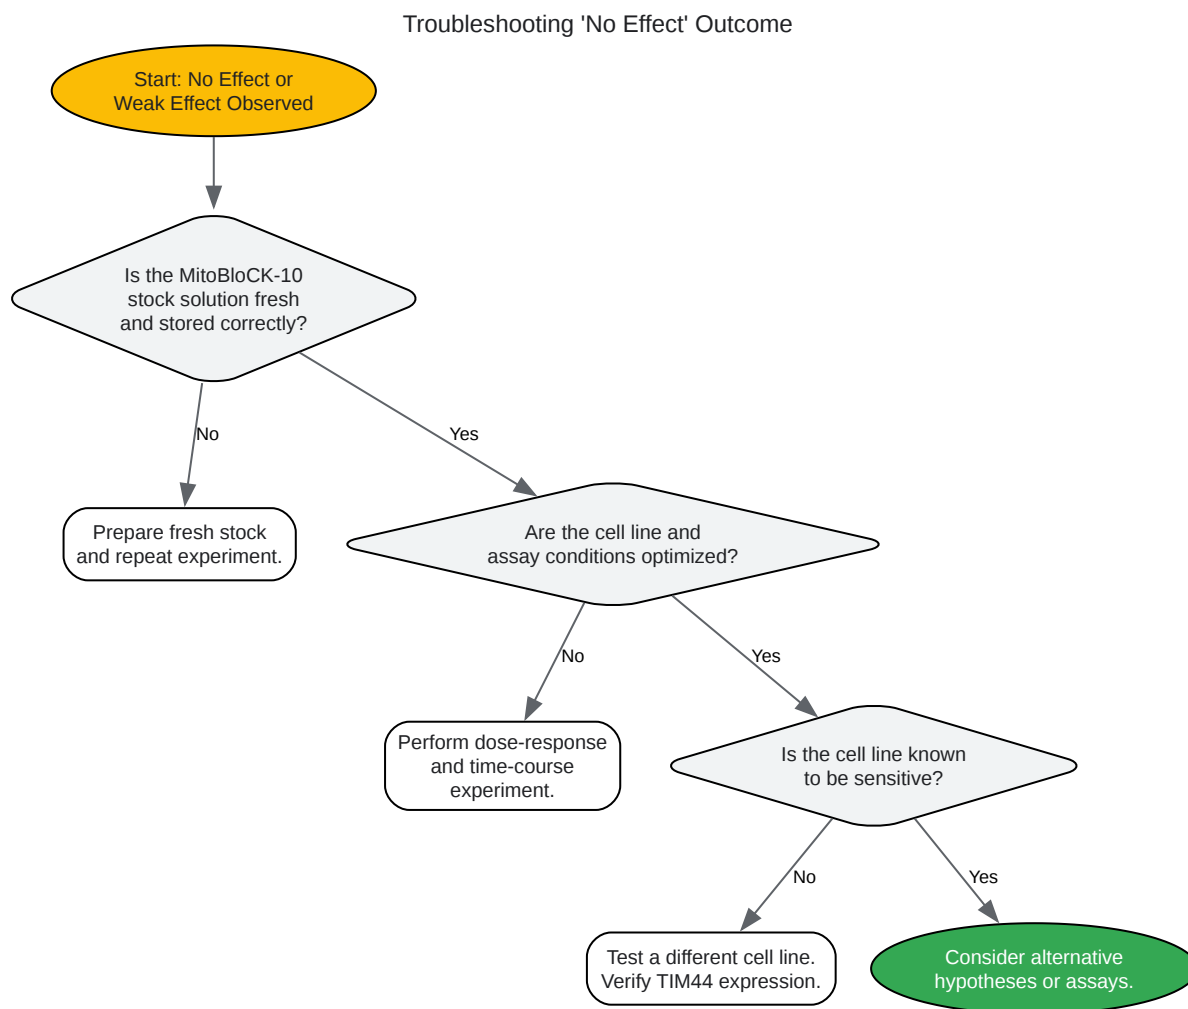 Troubleshooting 'No Effect' Outcome
Start: No Effect or
Weak Effect Observed
Is the MitoBloCK-10
stock solution fresh
and stored correctly?
No
Yes
Prepare fresh stock
and repeat experiment.
Are the cell line and
assay conditions optimized?
No
Yes
Perform dose-response
and time-course
experiment.
Is the cell line known
to be sensitive?
No
Yes
Test a different cell line.
Verify TIM44 expression.
Consider alternative
hypotheses or assays.